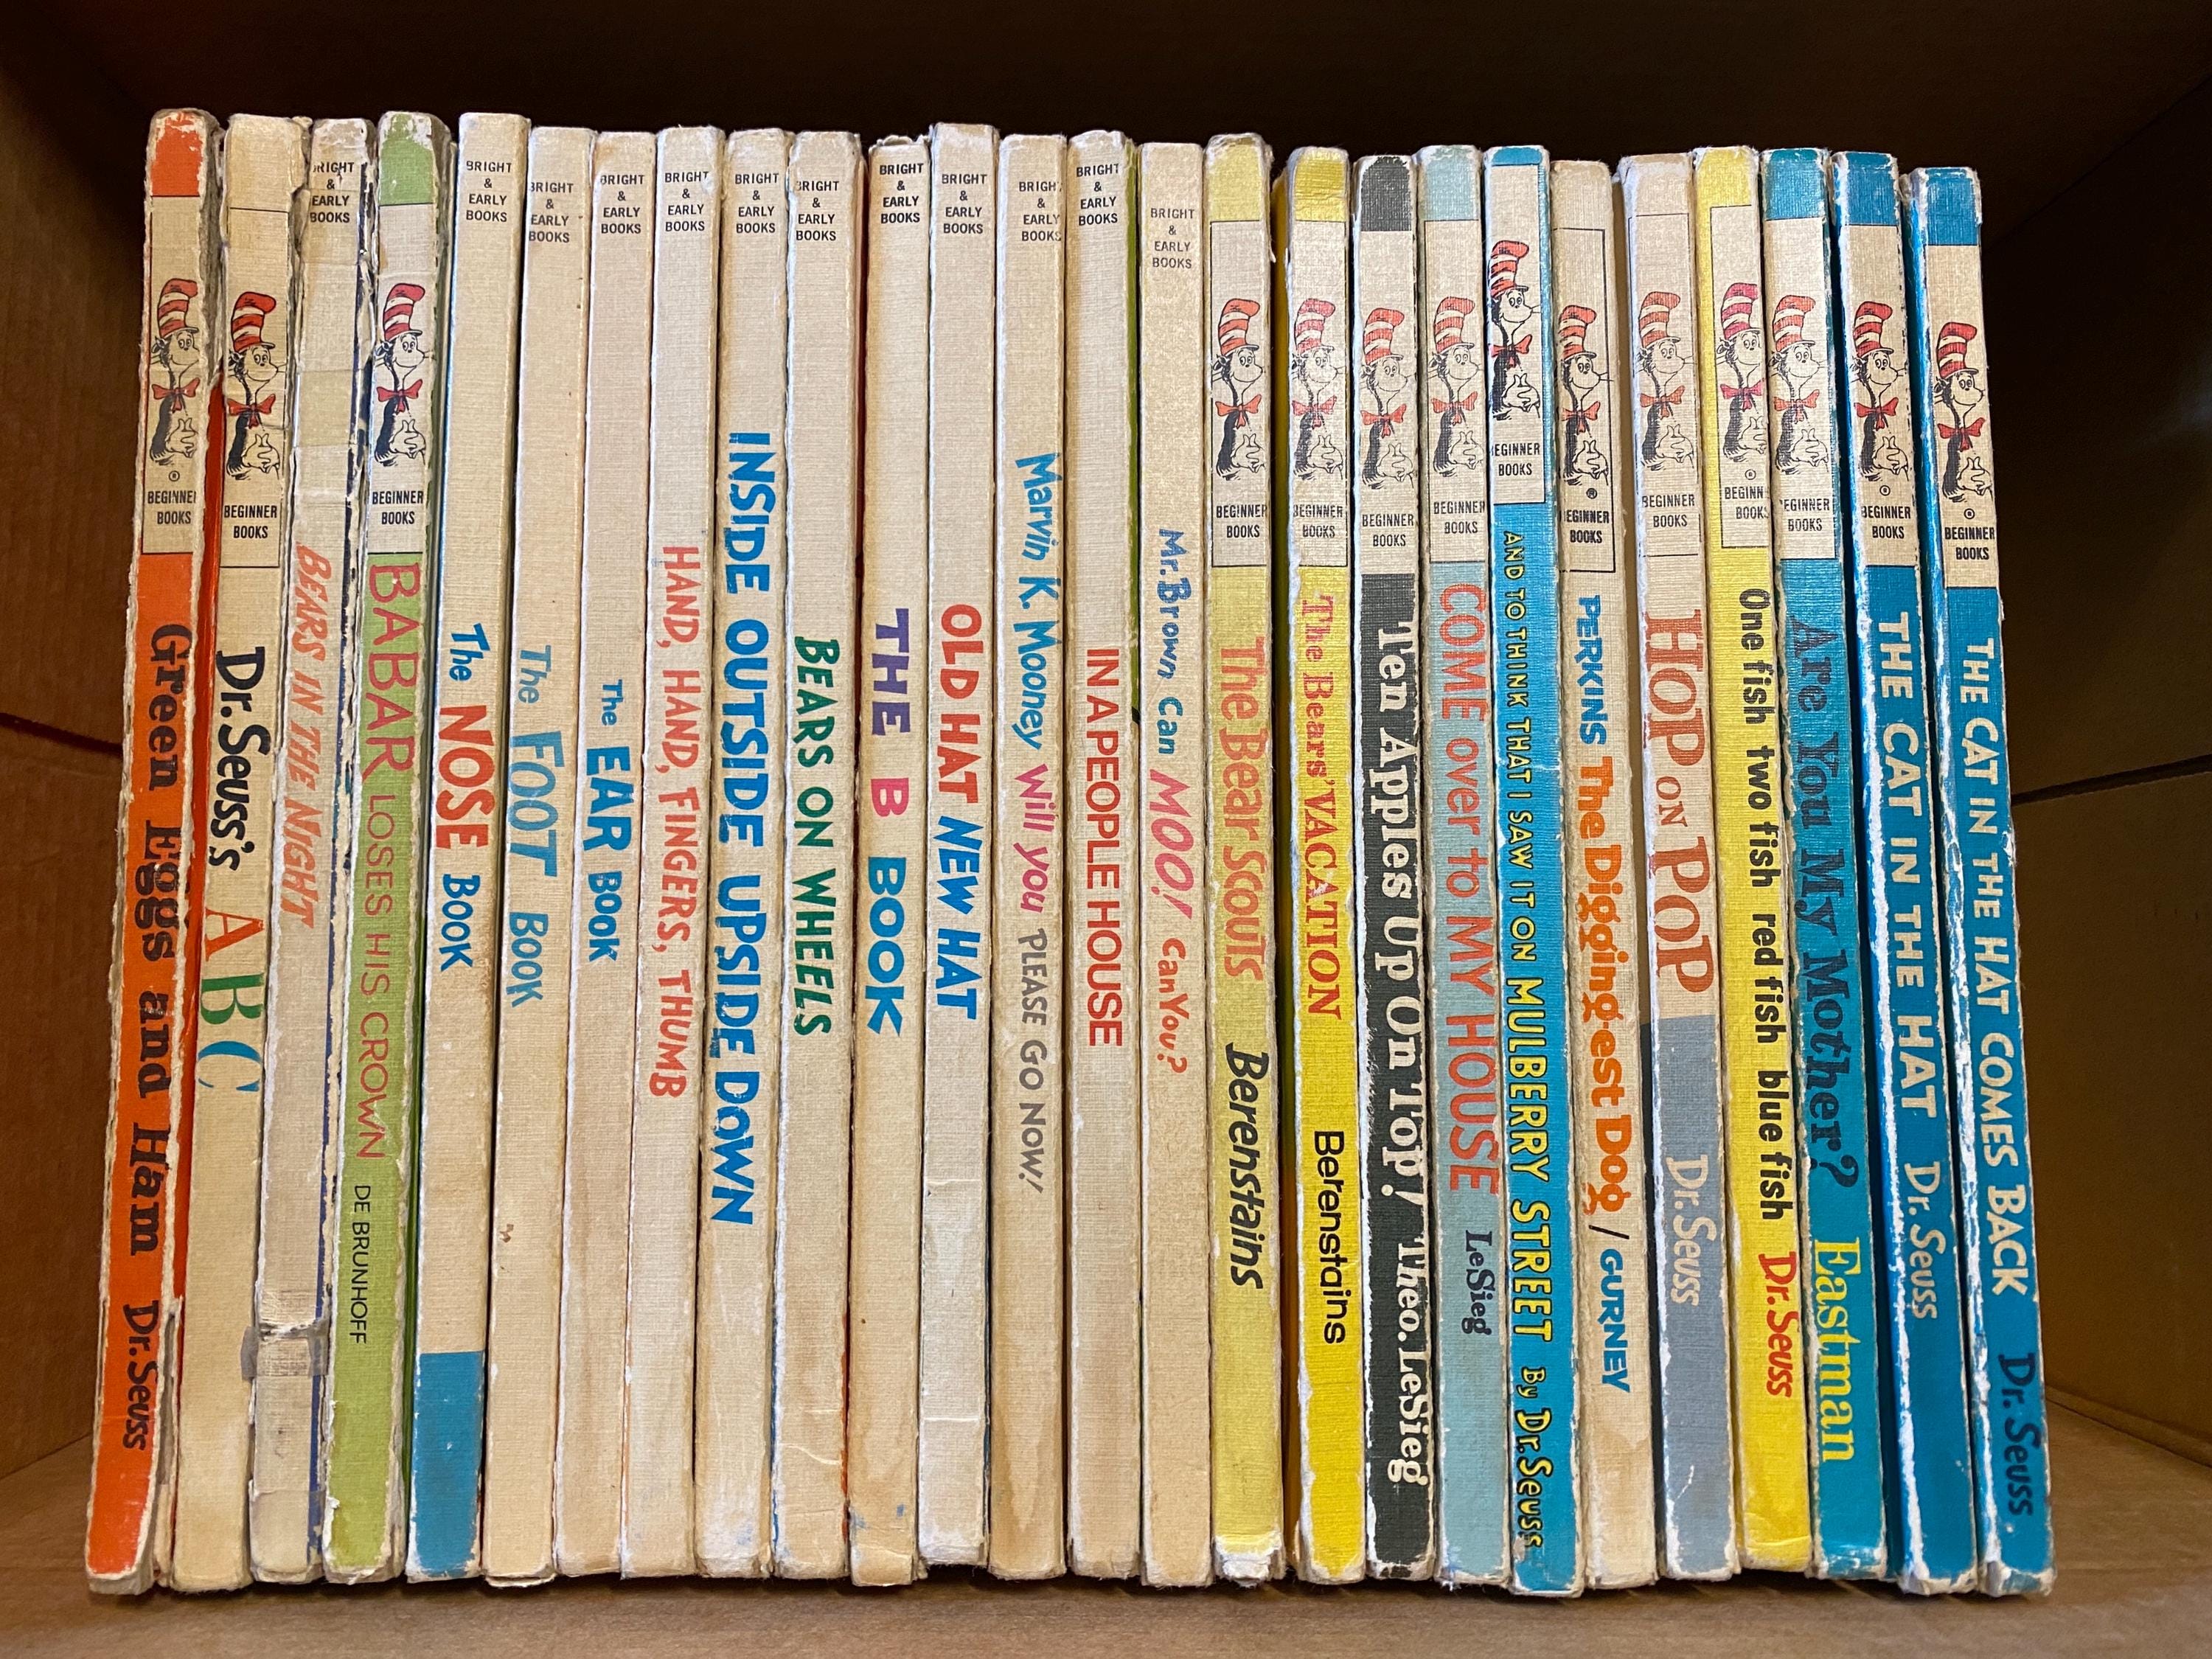 ® BEGINNE BOOKS Green Eggs and Ham Dr. Seuss
BEGINNER BOOKS Dr. Seuss's ABC
RIGHT & EARLY BOOKS BEARS IN THE NIGHT
BEGINNER BOOKS BABAR LOSES HIS CROWN DE BRUNHOFF
BRIGHT & EARLY BOOKS The NOSE BOOK
BRIGHT & EARLY BOOKS The FOOT BOOK
BRIGHT & EARLY BOOKS The EAR BOOK
BRIGHT & EARLY BOOKS HAND, HAND, FINGERS, THUMB
BRIGHT & EARLY BOOKS INSIDE OUTSIDE UPSIDE DOWN
BRIGHT & EARLY BOOKS BEARS ON WHEELS
BRIGHT & EARLY BOOKS THE B BOOK
BRIGHT & EARLY BOOKS OLD HAT NEW HAT
BRIGHT & EARLY BOOKS Marvin K. Mooney Will you PLEASE GO NOW!
BRIGHT & EARLY BOOKS IN A PEOPLE HOUSE
BRIGHT & EARLY BOOKS Mr. Brown Can MOO! Can You?
BEGINNER BOOKS The Bear Scouts Berenstains
BEGINNER BOOKS The Bears' VACATION Berenstains
BEGINNER BOOKS Ten Apples Up On Top! Theo. LeSieg
BEGINNER BOOKS COME over to MY HOUSE LeSieg
BEGINNER BOOKS AND TO THINK THAT I SAW IT ON MULBERRY STREET By Dr. Seuss
® BEGINNER BOOKS PERKINS The Digging-est Dog / GURNEY
BEGINNER BOOKS HOP ON POP Dr. Seuss
® BEGINN BOOKS One fish two fish red fish blue fish Dr. Seuss
BEGINNER BOOKS Are You My Mother? Eastman
® BEGINNER BOOKS THE CAT IN THE HAT Dr. Seuss
® BEGINNER BOOKS THE CAT IN THE HAT COMES BACK Dr. Seuss